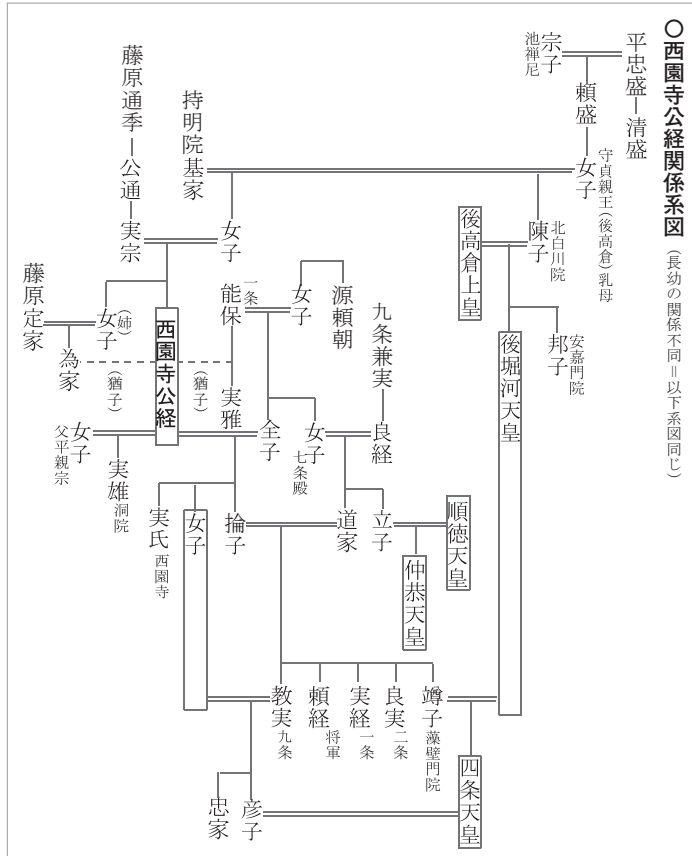 〇西園寺公経関係系図（長幼の関係不同＝以下系図同じ）
平忠盛
清盛
宗子
池禅尼
頼盛
女子
守貞親王（後高倉）乳母
持明院基家
陳子
北白川院
後高倉上皇
邦子
安嘉門院
後堀河天皇
藤原通季
公通
実宗
女子
藤原定家
女子
（姉）
為家
（猶子）
西園寺公経
（猶子）
一条
能保
女子
源頼朝
実雅
全子
女子
七条殿
九条兼実
良経
女子
父平親宗
実雄
洞院
実氏
西園寺
女子
掄子
道家
立子
順徳天皇
仲恭天皇
教実
九条
頼経
将軍
実経
一条
良実
二条
竴子
藻壁門院
四条天皇
忠家
彦子